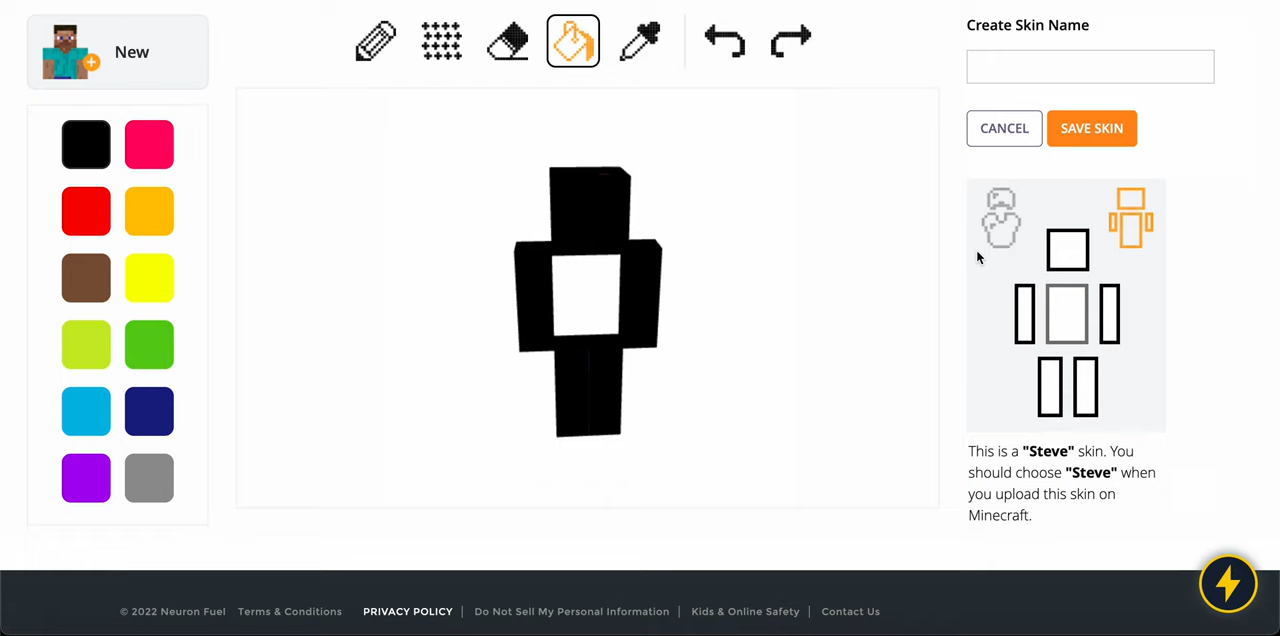 New
Create Skin Name
CANCEL
SAVE SKIN
This is a "Steve" skin. You
should choose "Steve" when
you upload this skin on
Minecraft.
© 2022 Neuron Fuel
Terms & Conditions
PRIVACY POLICY
Do Not Sell My Personal Information
Kids & Online Safety
Contact Us